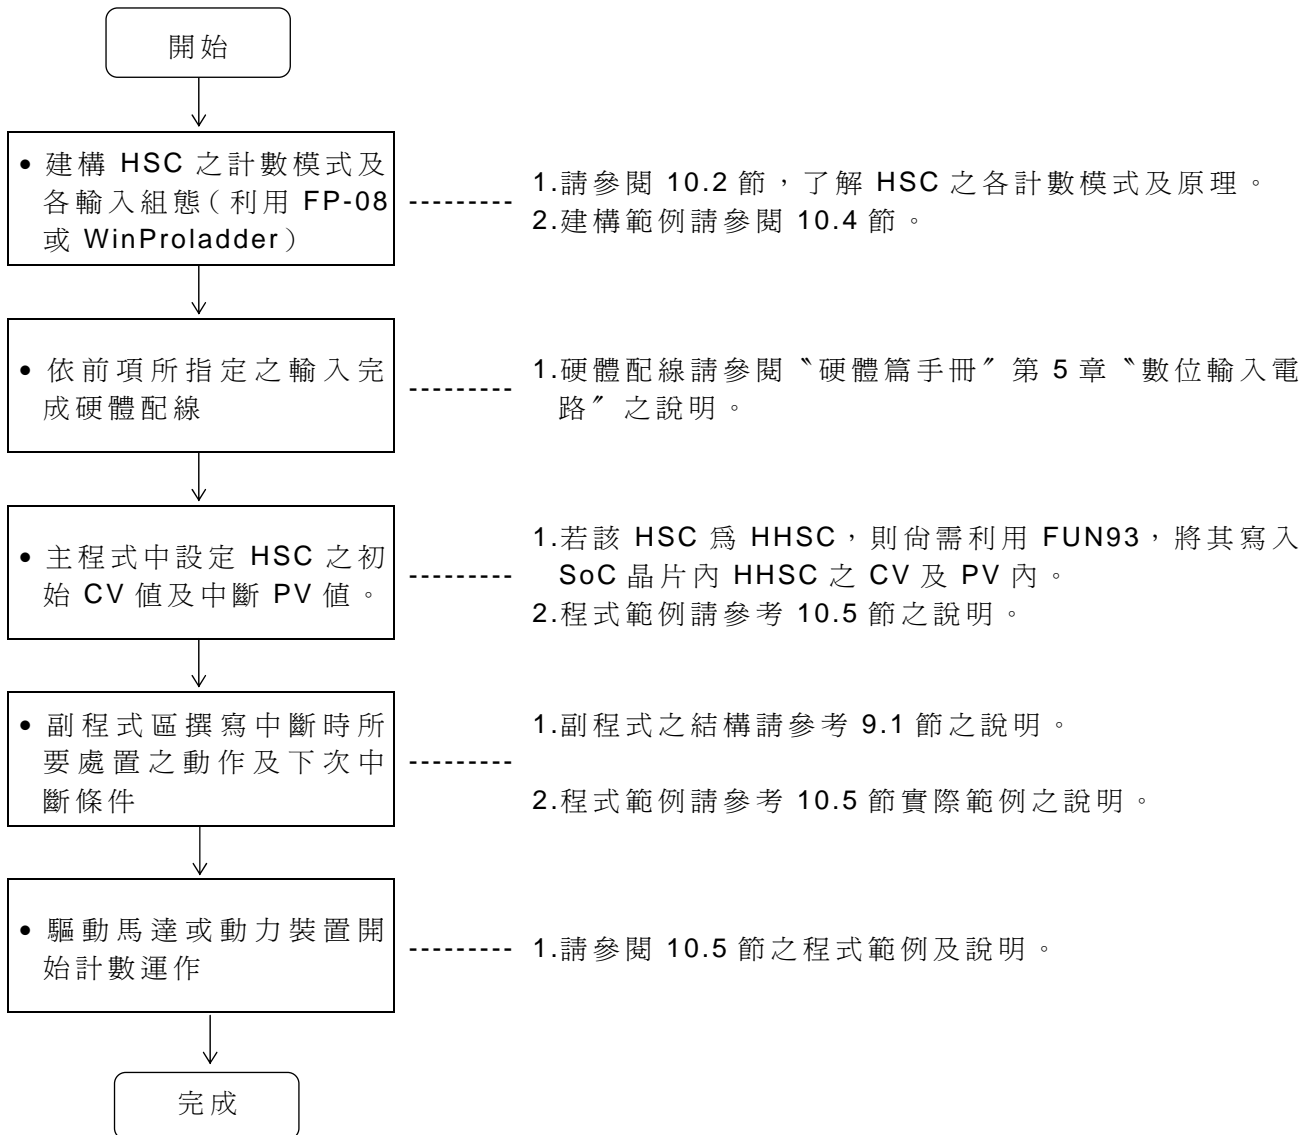 開始
• 建構 HSC 之計數模式及
各輸入組態(利用 FP-08
或 WinProladder)
---------
1.請參閱 10.2 節，了解 HSC 之各計數模式及原理。
2.建構範例請參閱 10.4 節。
• 依前項所指定之輸入完
成硬體配線
---------
1.硬體配線請參閱〝硬體篇手冊〞第 5 章〝數位輸入電
路〞之說明。
• 主程式中設定 HSC 之初
始 CV 值及中斷 PV 值。
---------
1.若該 HSC 為 HHSC，則尚需利用 FUN93，將其寫入
SoC 晶片內 HHSC 之 CV 及 PV 內。
2.程式範例請參考 10.5 節之說明。
• 副程式區撰寫中斷時所
要處置之動作及下次中
斷條件
---------
1.副程式之結構請參考 9.1 節之說明。
2.程式範例請參考 10.5 節實際範例之說明。
• 驅動馬達或動力裝置開
始計數運作
---------
1.請參閱 10.5 節之程式範例及說明。
完成